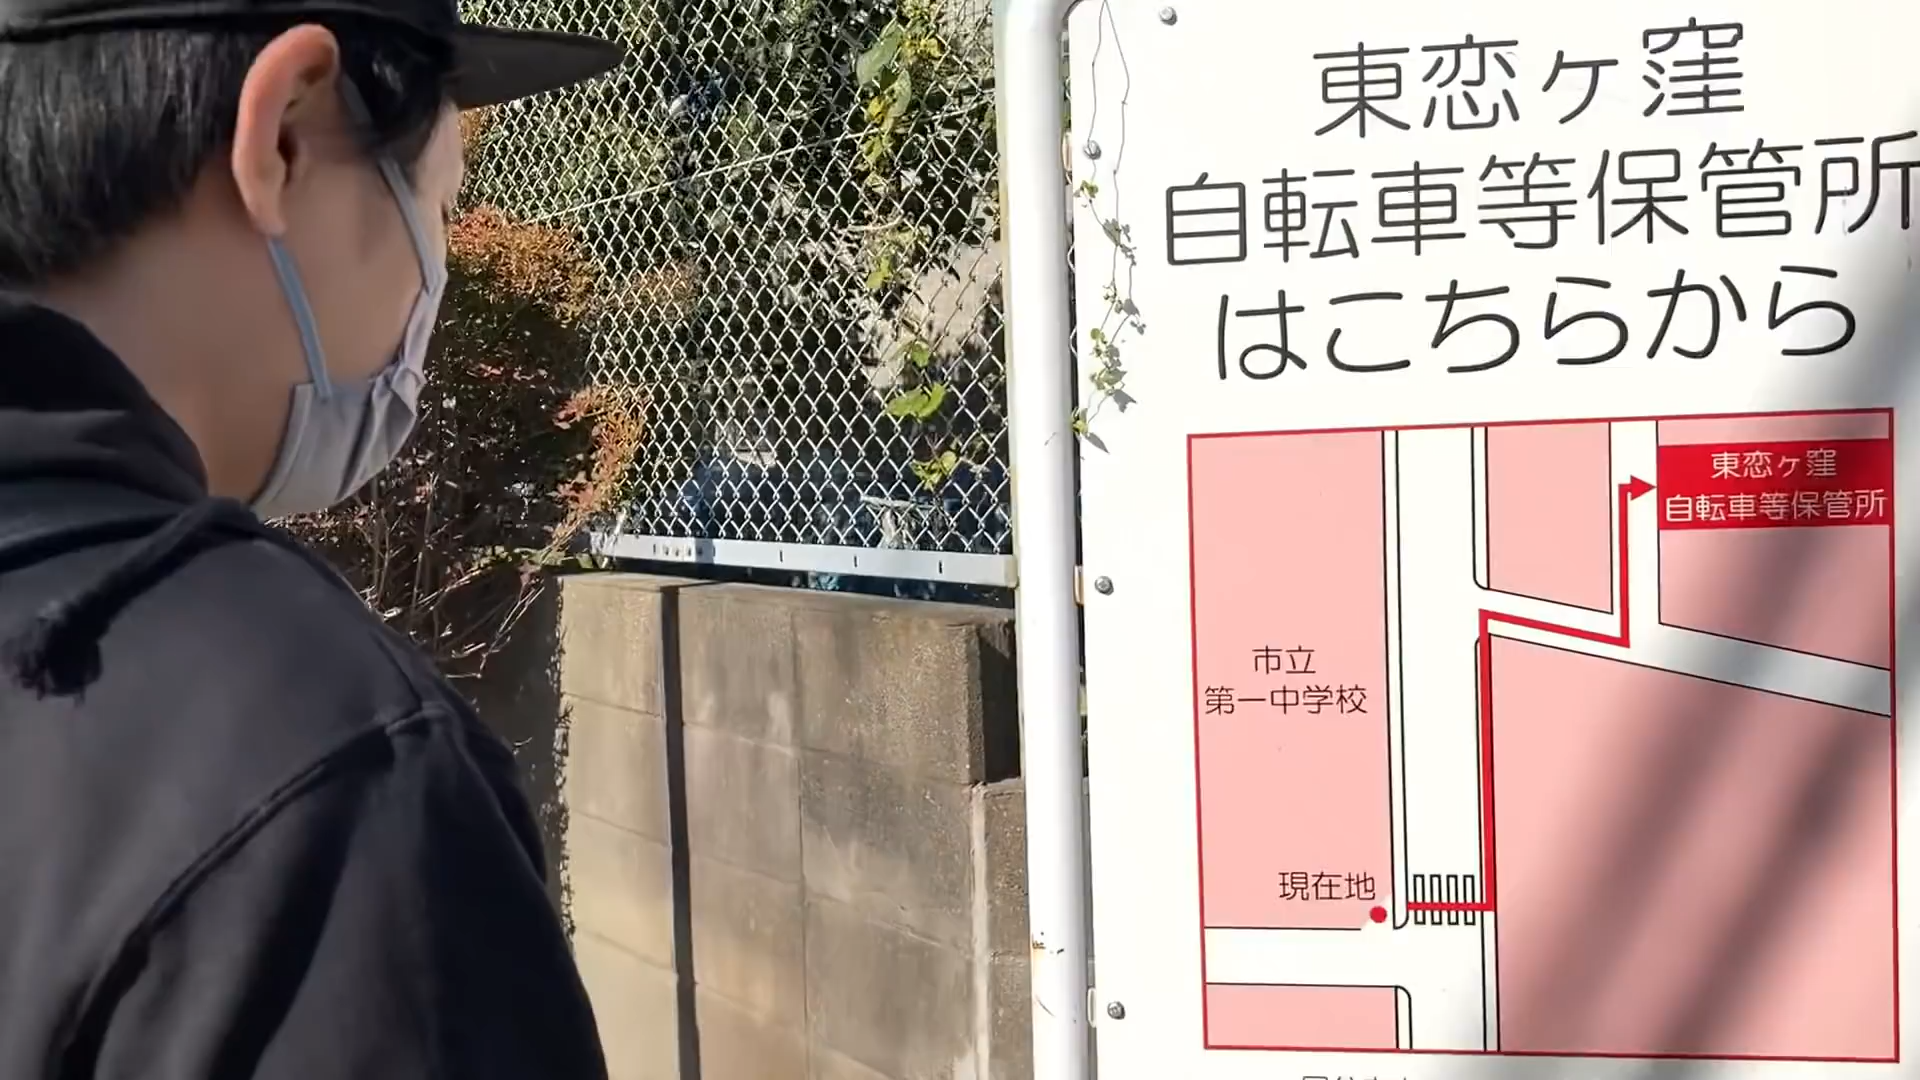 東恋ヶ窪
自転車等保管所
はこちらから
東恋ヶ窪
自転車等保管所
市立
第一中学校
現在地